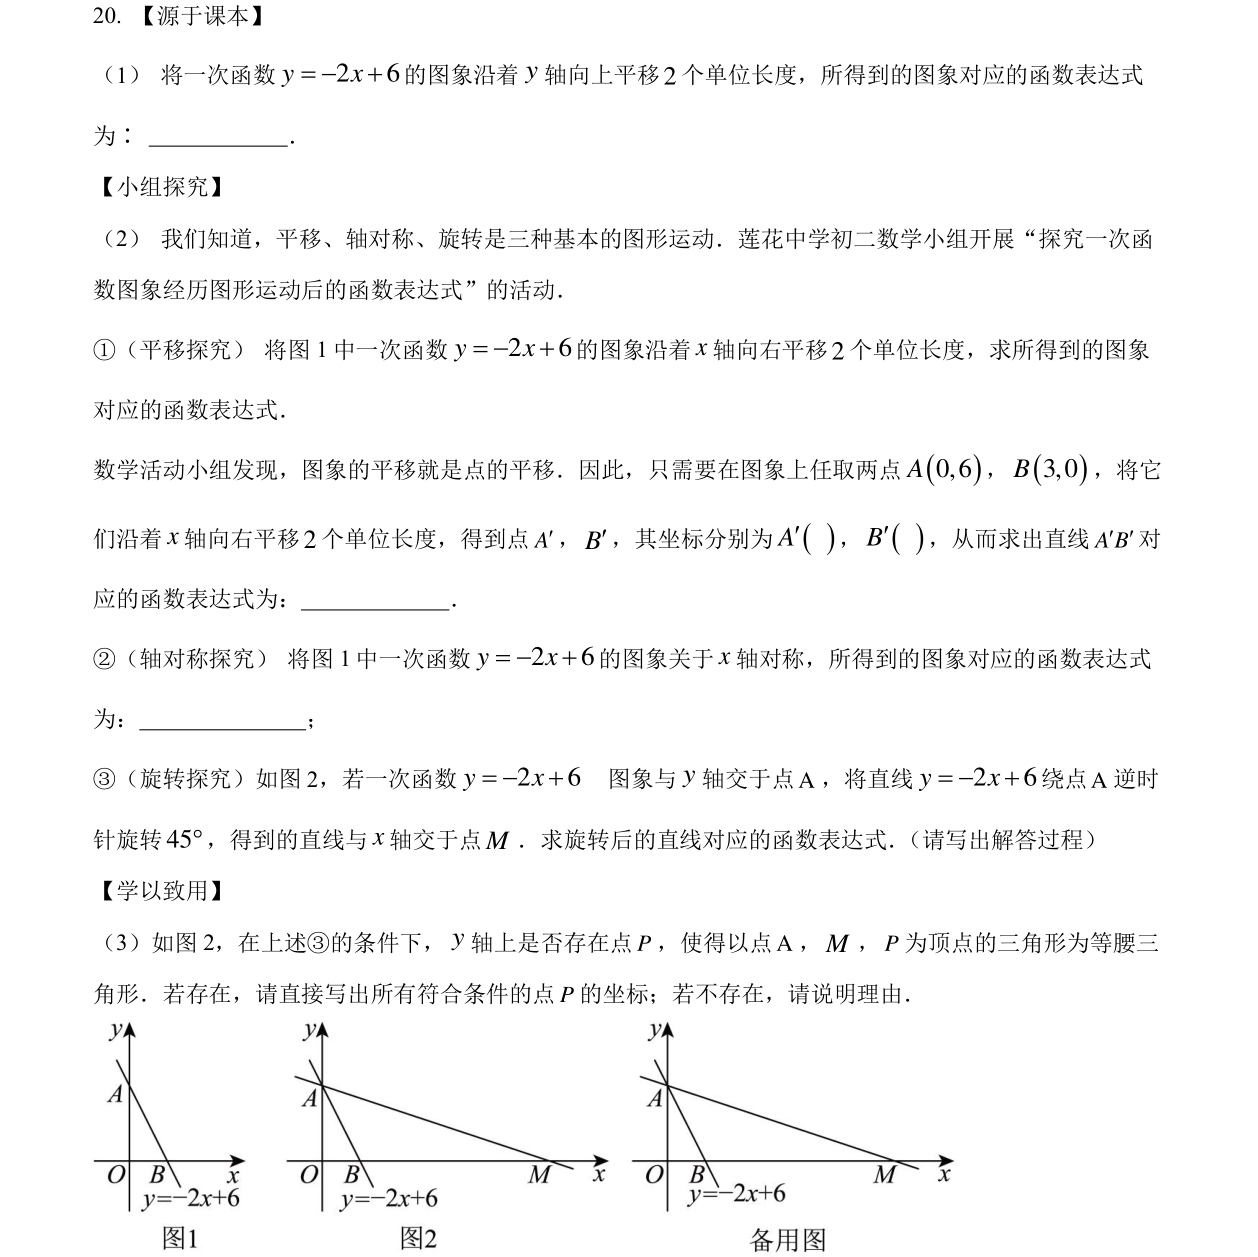 20. 【源于课本】
（1） 将一次函数 y = −2x + 6 的图象沿着 y 轴向上平移 2 个单位长度，所得到的图象对应的函数表达式
为：____________．
【小组探究】
（2） 我们知道，平移、轴对称、旋转是三种基本的图形运动．莲花中学初二数学小组开展“探究一次函
数图象经历图形运动后的函数表达式”的活动．
①（平移探究） 将图 1 中一次函数 y = −2x + 6 的图象沿着 x 轴向右平移 2 个单位长度，求所得到的图象
对应的函数表达式．
数学活动小组发现，图象的平移就是点的平移．因此，只需要在图象上任取两点 A(0,6)，B(3,0)，将它
们沿着 x 轴向右平移 2 个单位长度，得到点 A′，B′，其坐标分别为 A′( )，B′( )，从而求出直线 A′B′ 对
应的函数表达式为：_____________．
②（轴对称探究） 将图 1 中一次函数 y = −2x + 6 的图象关于 x 轴对称，所得到的图象对应的函数表达式
为：_______________；
③（旋转探究）如图 2，若一次函数 y = −2x + 6 图象与 y 轴交于点 A，将直线 y = −2x + 6 绕点 A 逆时
针旋转 45°，得到的直线与 x 轴交于点 M．求旋转后的直线对应的函数表达式．（请写出解答过程）
【学以致用】
（3）如图 2，在上述③的条件下，y 轴上是否存在点 P，使得以点 A，M，P 为顶点的三角形为等腰三
角形．若存在，请直接写出所有符合条件的点 P 的坐标；若不存在，请说明理由．
y
A
O
B
x
y=−2x+6
图1
y
A
O
B
M
x
y=−2x+6
图2
y
A
O
B
M
x
y=−2x+6
备用图